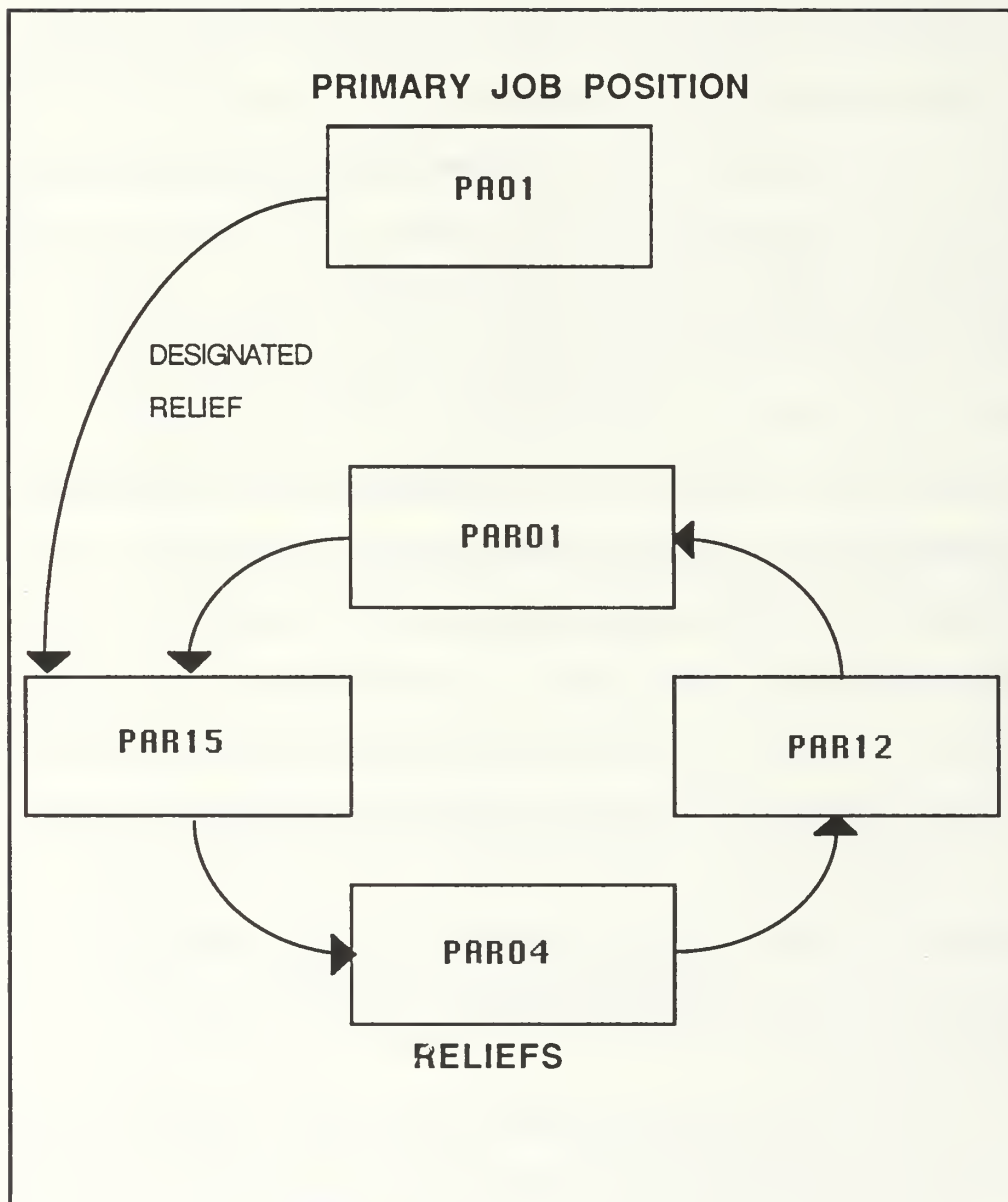 PRIMARY JOB POSITION
PA01
DESIGNATED
RELIEF
PAR01
PAR15
PAR12
PAR04
RELIEFS